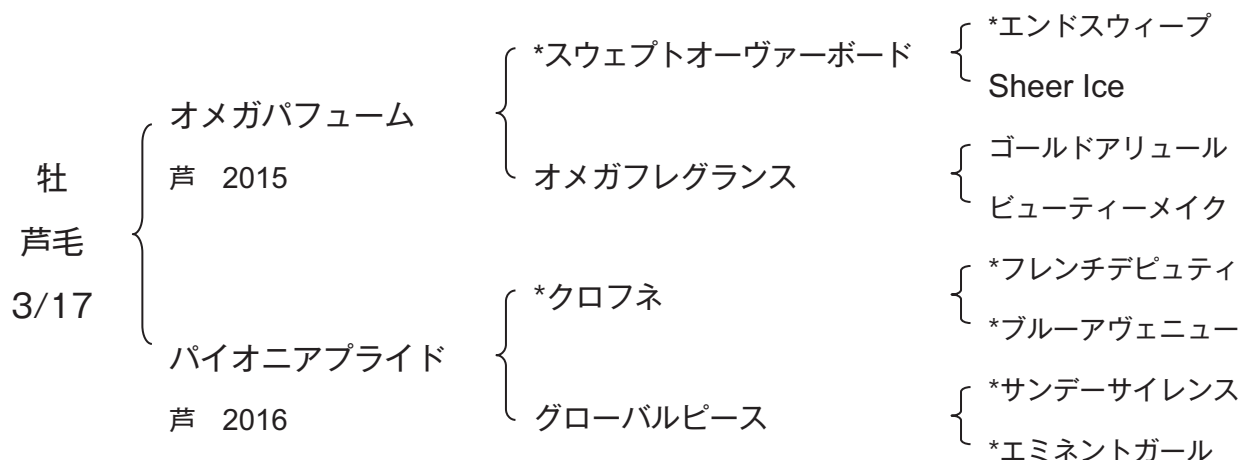 牡
芦毛
3/17
オメガパフューム
芦 2015
パイオニアプライド
芦 2016
*スウェプトオーヴァーボード
オメガフレグランス
*クロフネ
グローバルピース
*エンドスウィープ
Sheer Ice
ゴールドアリュール
ビューティーメイク
*フレンチデピュティ
*ブルーアヴェニュー
*サンデーサイレンス
*エミネントガール